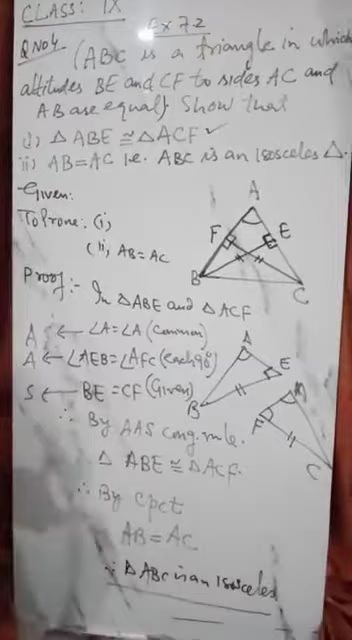 CLASS: IX
Ex 7.2
Q No 4. (ABC is a triangle in which
altitudes BE and CF to sides AC and
AB are equal) Show that
i) Δ ABE ≅ Δ ACF ✓
ii) AB = AC i.e. ABC is an Isosceles Δ.
Given:
To Prove: (i)
(ii) AB = AC
A
F
E
B
C
Proof:- In Δ ABE and Δ ACF
A ← ∠A = ∠A (Common)
A ← ∠AEB = ∠AFC (each 90°)
S ← BE = CF (Given)
A
E
B
A
F
C
∴ By AAS cong. rule.
Δ ABE ≅ Δ ACF.
∴ By Cpct
AB = AC
∴ Δ ABC is an Isosceles